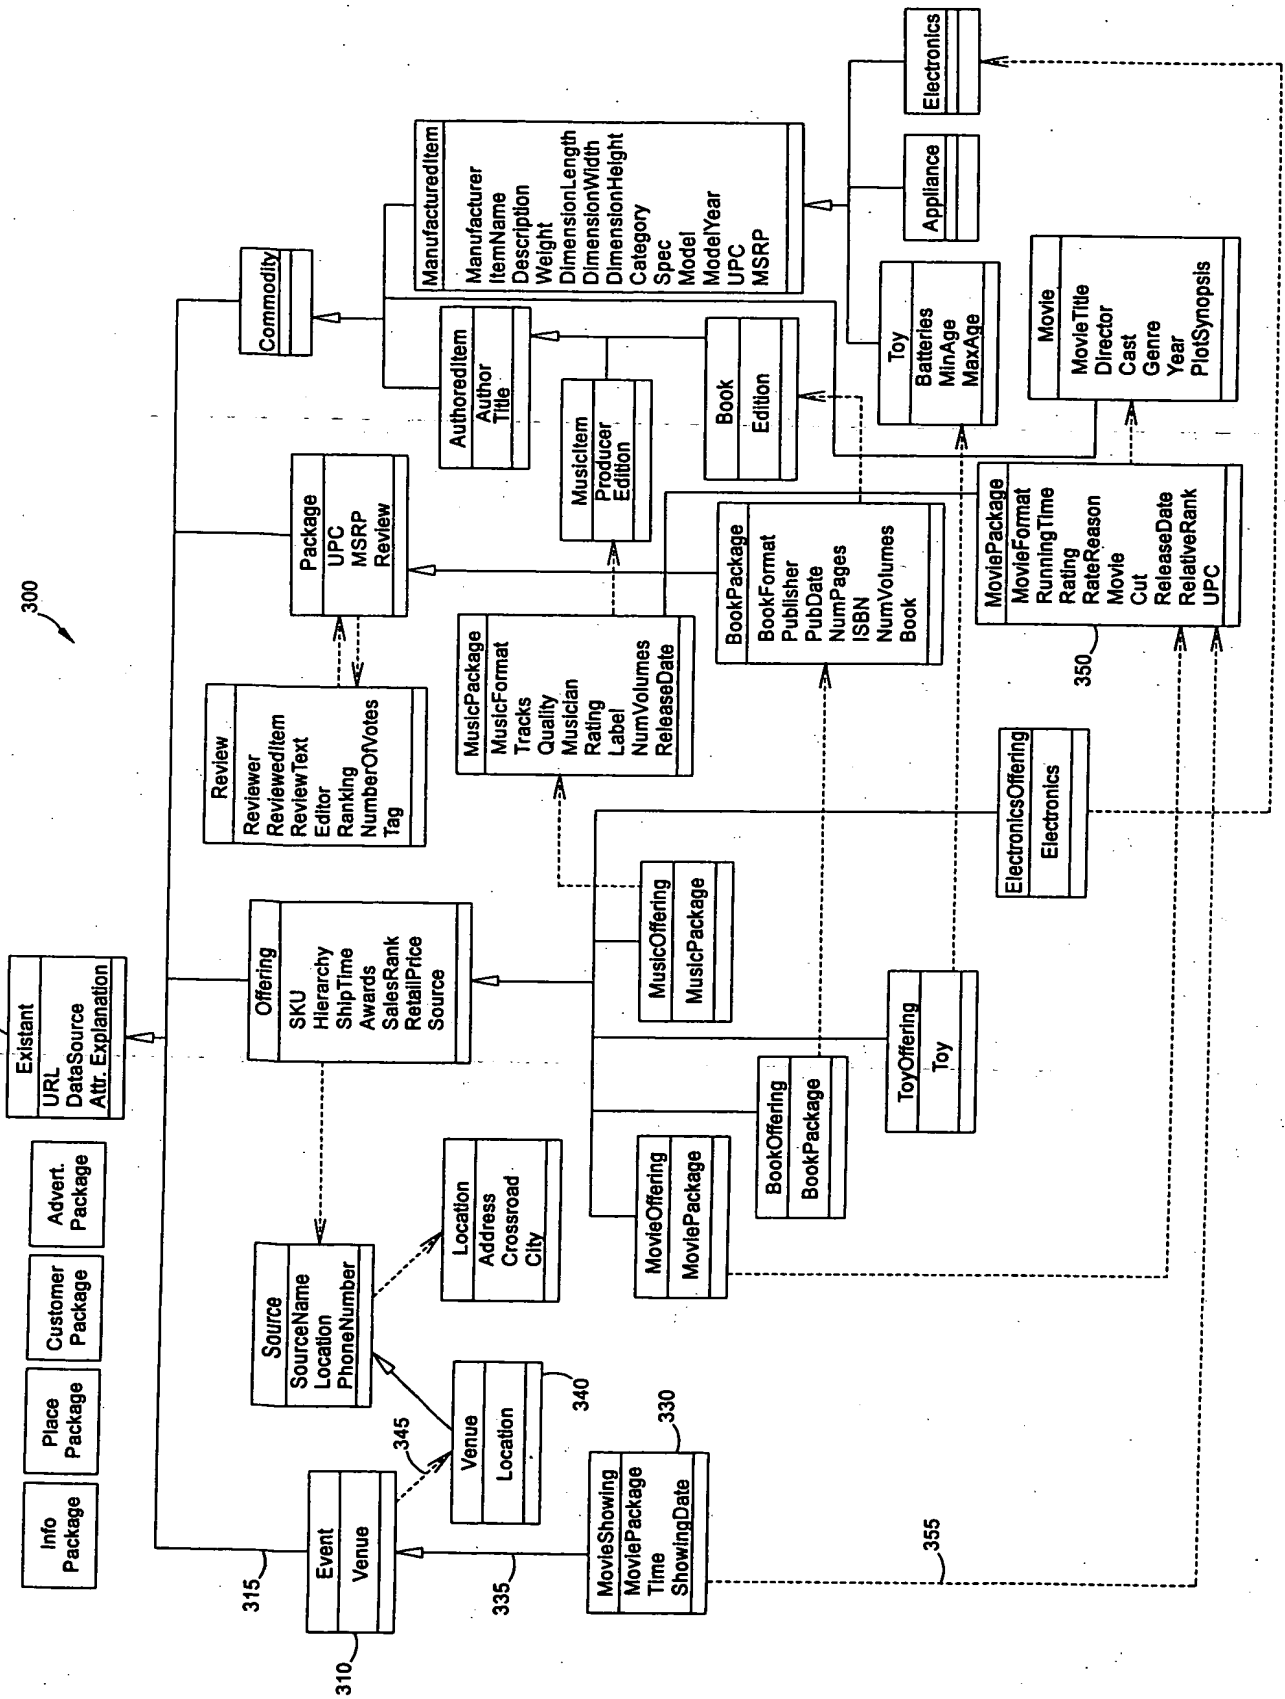 300
Info
Package
Place
Package
Customer
Package
Advert.
Package
Existant
URL
DataSource
Attr. Explanation
315
310
Event
Venue
345
Venue
Location
340
335
MovieShowing
MoviePackage
Time
ShowingDate
330
355
Source
SourceName
Location
PhoneNumber
Location
Address
Crossroad
City
Offering
SKU
Hierarchy
ShipTime
Awards
SalesRank
RetailPrice
Source
MovieOffering
MoviePackage
BookOffering
BookPackage
ToyOffering
Toy
MusicOffering
MusicPackage
ElectronicsOffering
Electronics
Review
Reviewer
ReviewedItem
ReviewText
Editor
Ranking
NumberOfVotes
Tag
Package
UPC
MSRP
Review
MusicPackage
MusicFormat
Tracks
Quality
Musician
Rating
Label
NumVolumes
ReleaseDate
BookPackage
BookFormat
Publisher
PubDate
NumPages
ISBN
NumVolumes
Book
350
MoviePackage
MovieFormat
RunningTime
Rating
RateReason
Movie
Cut
ReleaseDate
RelativeRank
UPC
Commodity
AuthoredItem
Author
Title
MusicItem
Producer
Edition
Book
Edition
ManufacturedItem
Manufacturer
ItemName
Description
Weight
DimensionLength
DimensionWidth
DimensionHeight
Category
Spec
Model
ModelYear
UPC
MSRP
Toy
Batteries
MinAge
MaxAge
Appliance
Electronics
Movie
MovieTitle
Director
Cast
Genre
Year
PlotSynopsis